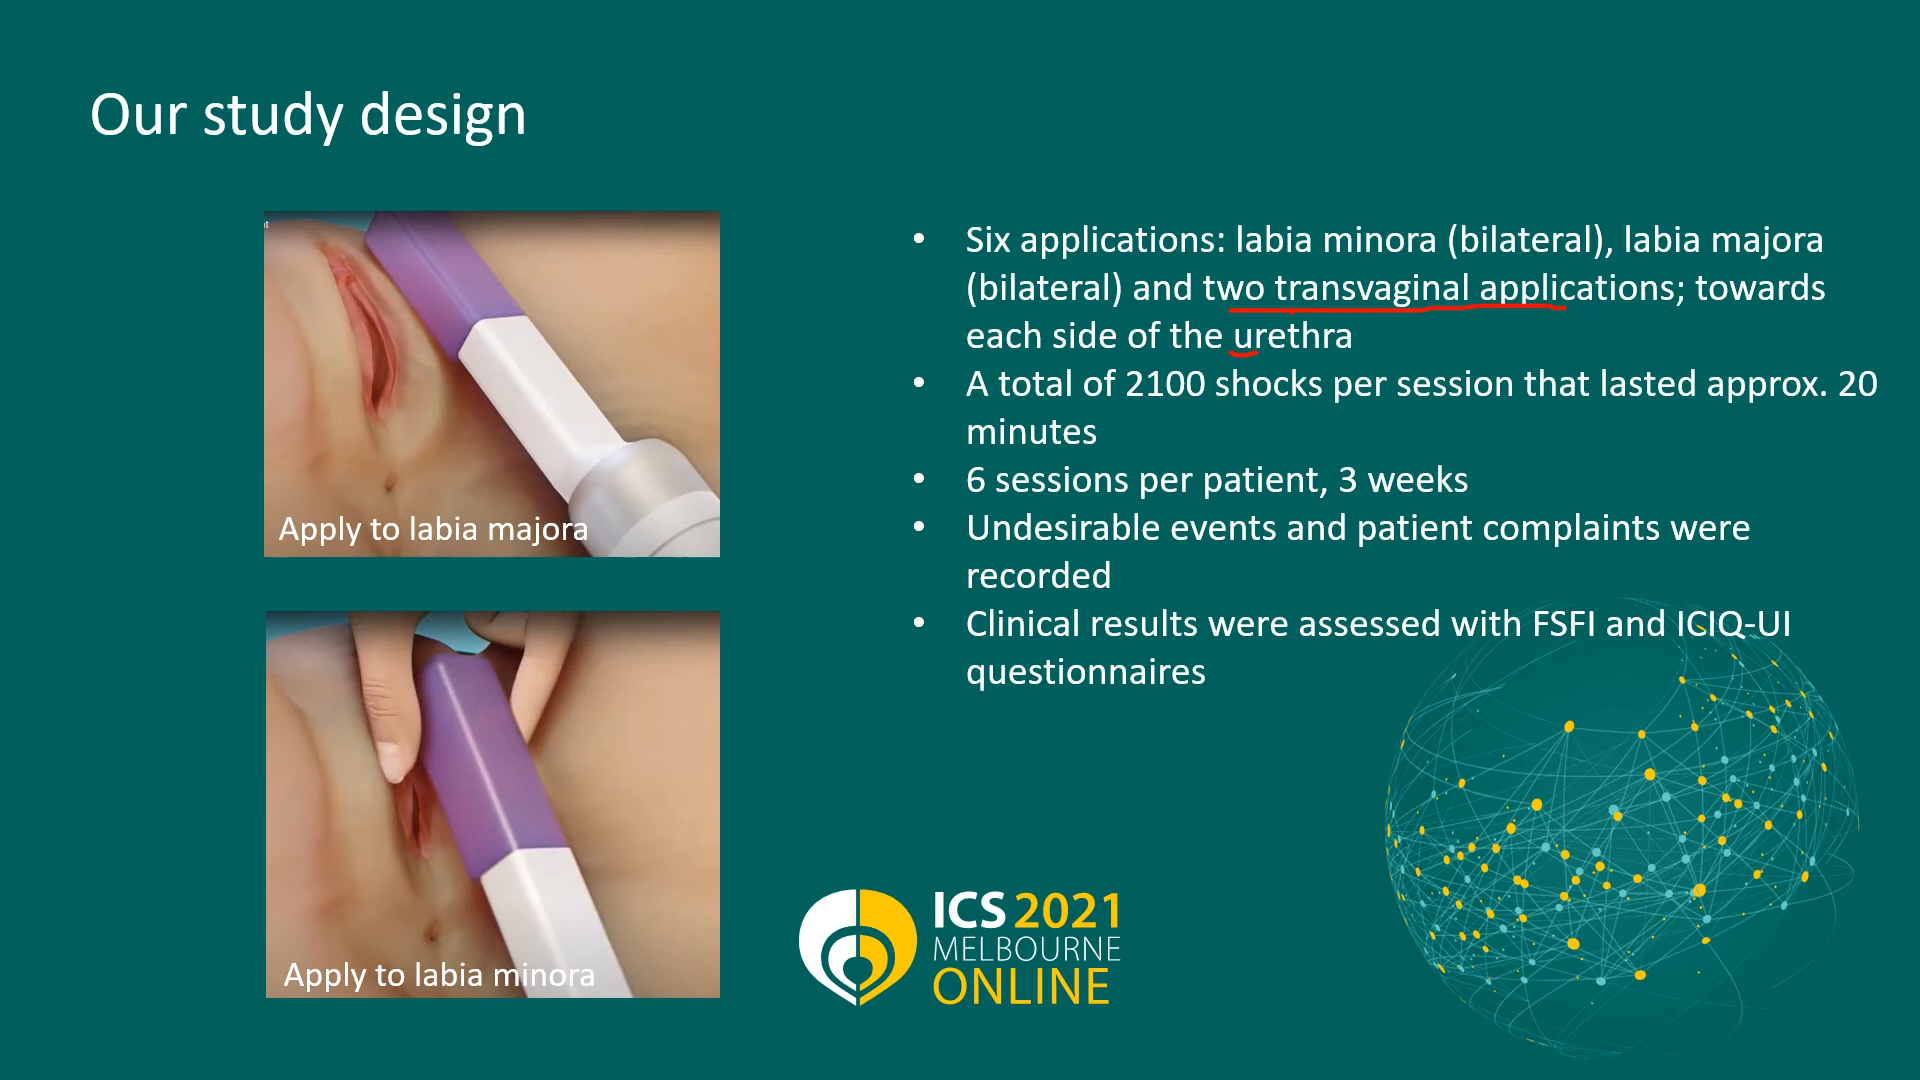 Our study design
Apply to labia majora
Apply to labia minora
• Six applications: labia minora (bilateral), labia majora
(bilateral) and two transvaginal applications; towards
each side of the urethra
• A total of 2100 shocks per session that lasted approx. 20
minutes
• 6 sessions per patient, 3 weeks
• Undesirable events and patient complaints were
recorded
• Clinical results were assessed with FSFI and ICIQ-UI
questionnaires
ICS 2021
MELBOURNE
ONLINE